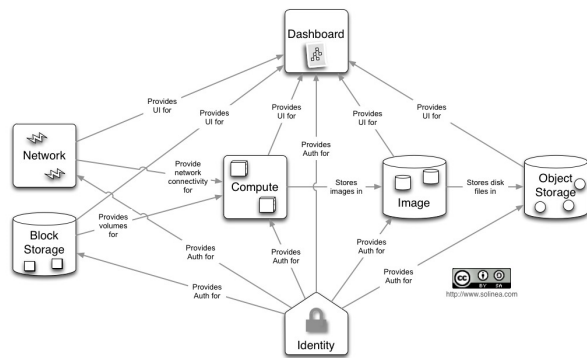 Dashboard
Provides
UI for
Provides
UI for
Provides
UI for
Provides
UI for
Provides
UI for
Provides
Auth for
Network
Provide
network
connectivity
for
Compute
Stores
images in
Image
Stores disk
files in
Object
Storage
Block
Storage
Provides
volumes
for
Provides
Auth for
Provides
Auth for
Provides
Auth for
Provides
Auth for
Provides
Auth for
Identity
cc
BY SA
http://www.solinea.com